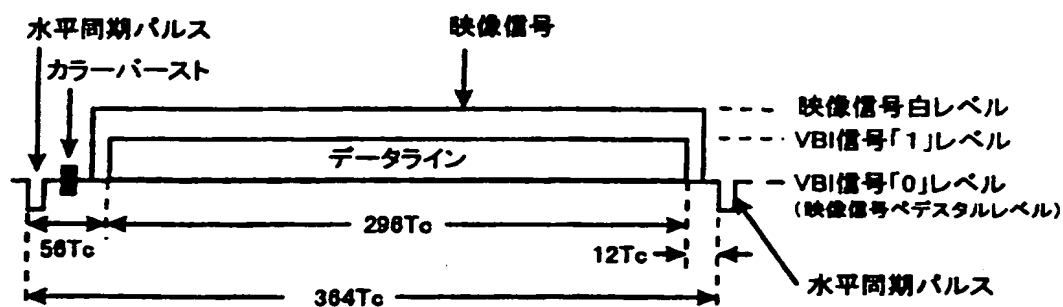 水平同期パルス
映像信号
カラーバースト
映像信号白レベル
VBI信号「1」レベル
データライン
VBI信号「0」レベル
(映像信号ペデスタルレベル)
56Tc
296Tc
12Tc
水平同期パルス
364Tc